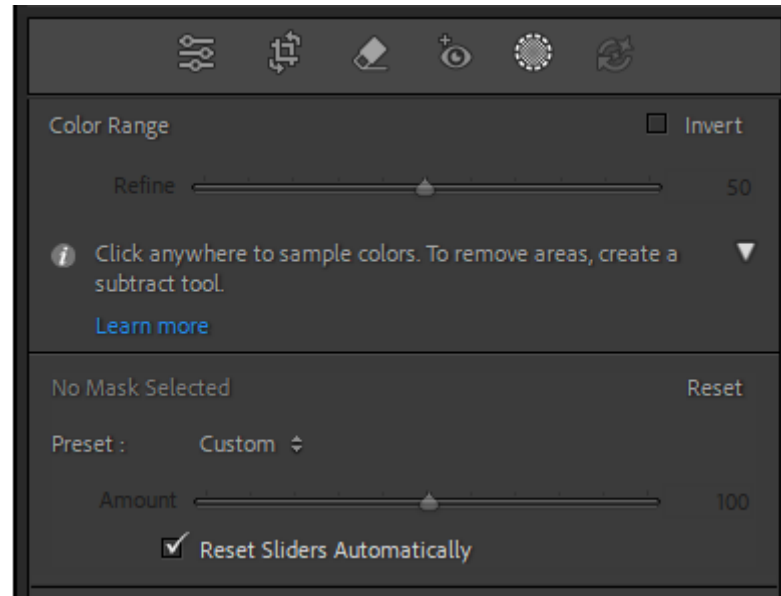 Color Range
Invert
Refine
50
Click anywhere to sample colors. To remove areas, create a
subtract tool.
Learn more
No Mask Selected
Reset
Preset :
Custom
Amount
100
Reset Sliders Automatically